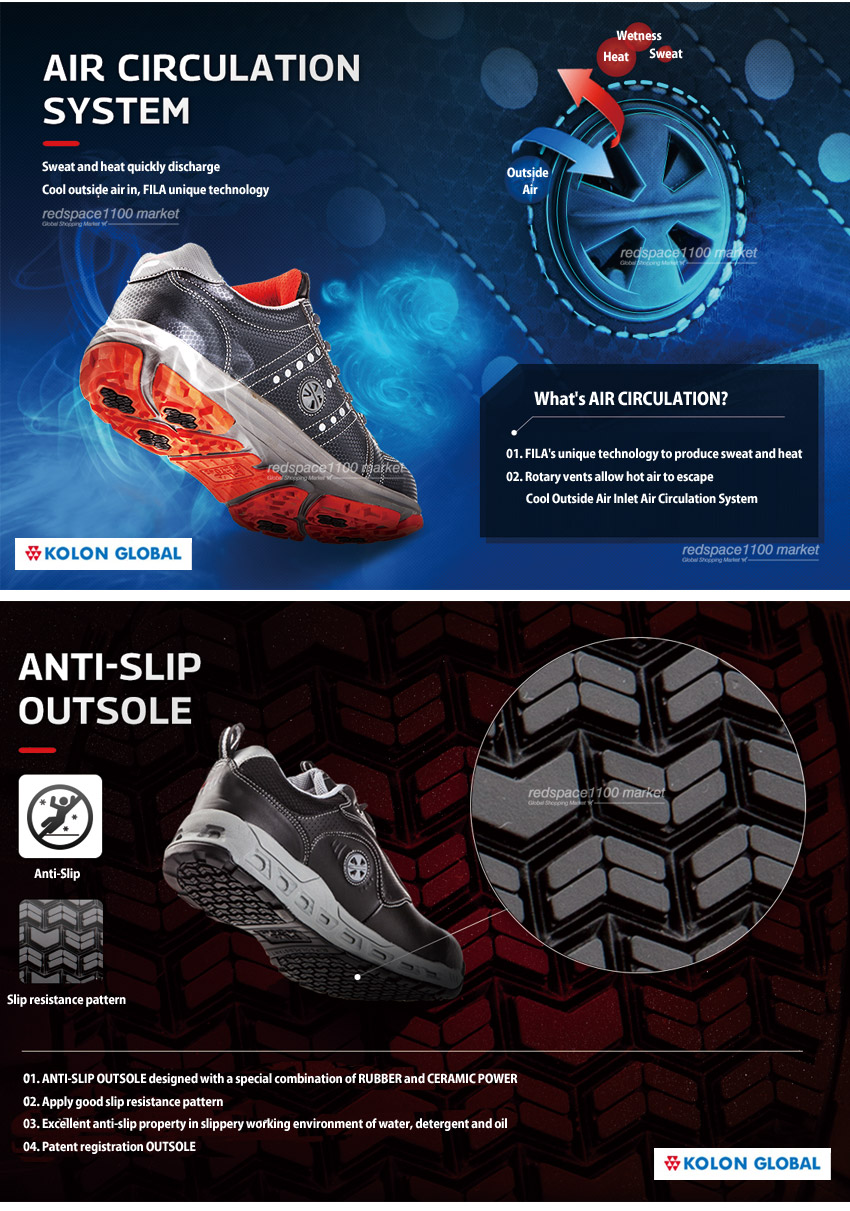 AIR CIRCULATION
SYSTEM
Sweat and heat quickly discharge
Cool outside air in, FILA unique technology
redspace1100 market
Global Shopping Market
Wetness
Heat
Sweat
Outside
Air
redspace1100 market
Global Shopping Market
redspace1100 market
Global Shopping Market
What's AIR CIRCULATION?
01. FILA's unique technology to produce sweat and heat
02. Rotary vents allow hot air to escape
Cool Outside Air Inlet Air Circulation System
KOLON GLOBAL
redspace1100 market
Global Shopping Market
ANTI-SLIP
OUTSOLE
redspace1100 market
Global Shopping Market
Anti-Slip
Slip resistance pattern
01. ANTI-SLIP OUTSOLE designed with a special combination of RUBBER and CERAMIC POWER
02. Apply good slip resistance pattern
03. Excellent anti-slip property in slippery working environment of water, detergent and oil
04. Patent registration OUTSOLE
KOLON GLOBAL